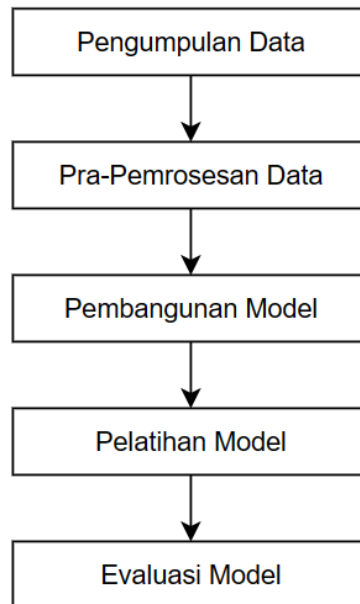 Pengumpulan Data
Pra-Pemrosesan Data
Pembangunan Model
Pelatihan Model
Evaluasi Model